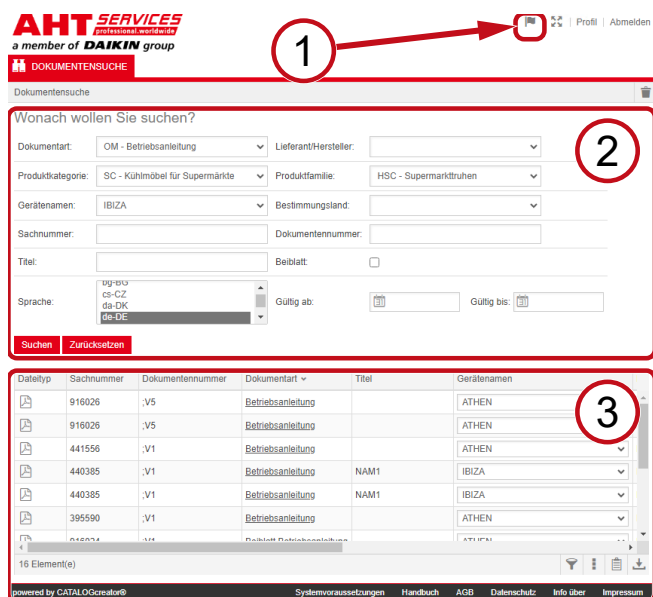 AHT SERVICES
professional.worldwide
a member of DAIKIN group
Profil | Abmelden
1
DOKUMENTENSUCHE
Dokumentensuche
Wonach wollen Sie suchen?
2
Dokumentart: OM - Betriebsanleitung Lieferant/Hersteller:
Produktkategorie: SC - Kühlmöbel für Supermärkte Produktfamilie: HSC - Supermarkttruhen
Gerätenamen: IBIZA Bestimmungsland:
Sachnummer: Dokumentennummer:
Titel: Beiblatt:
bg-BG
cs-CZ
Sprache: da-DK Gültig ab: Gültig bis:
de-DE
Suchen Zurücksetzen
Dateityp Sachnummer Dokumentennummer Dokumentart Titel Gerätenamen
3
916026 ;V5 Betriebsanleitung ATHEN
916026 ;V5 Betriebsanleitung ATHEN
441556 ;V1 Betriebsanleitung ATHEN
440385 ;V1 Betriebsanleitung NAM1 IBIZA
440385 ;V1 Betriebsanleitung NAM1 IBIZA
395590 ;V1 Betriebsanleitung ATHEN
916024 ;V1 Beiblatt Betriebsanleitung ATHEN
16 Element(e)
powered by CATALOGcreator® Systemvoraussetzungen Handbuch AGB Datenschutz Info über Impressum